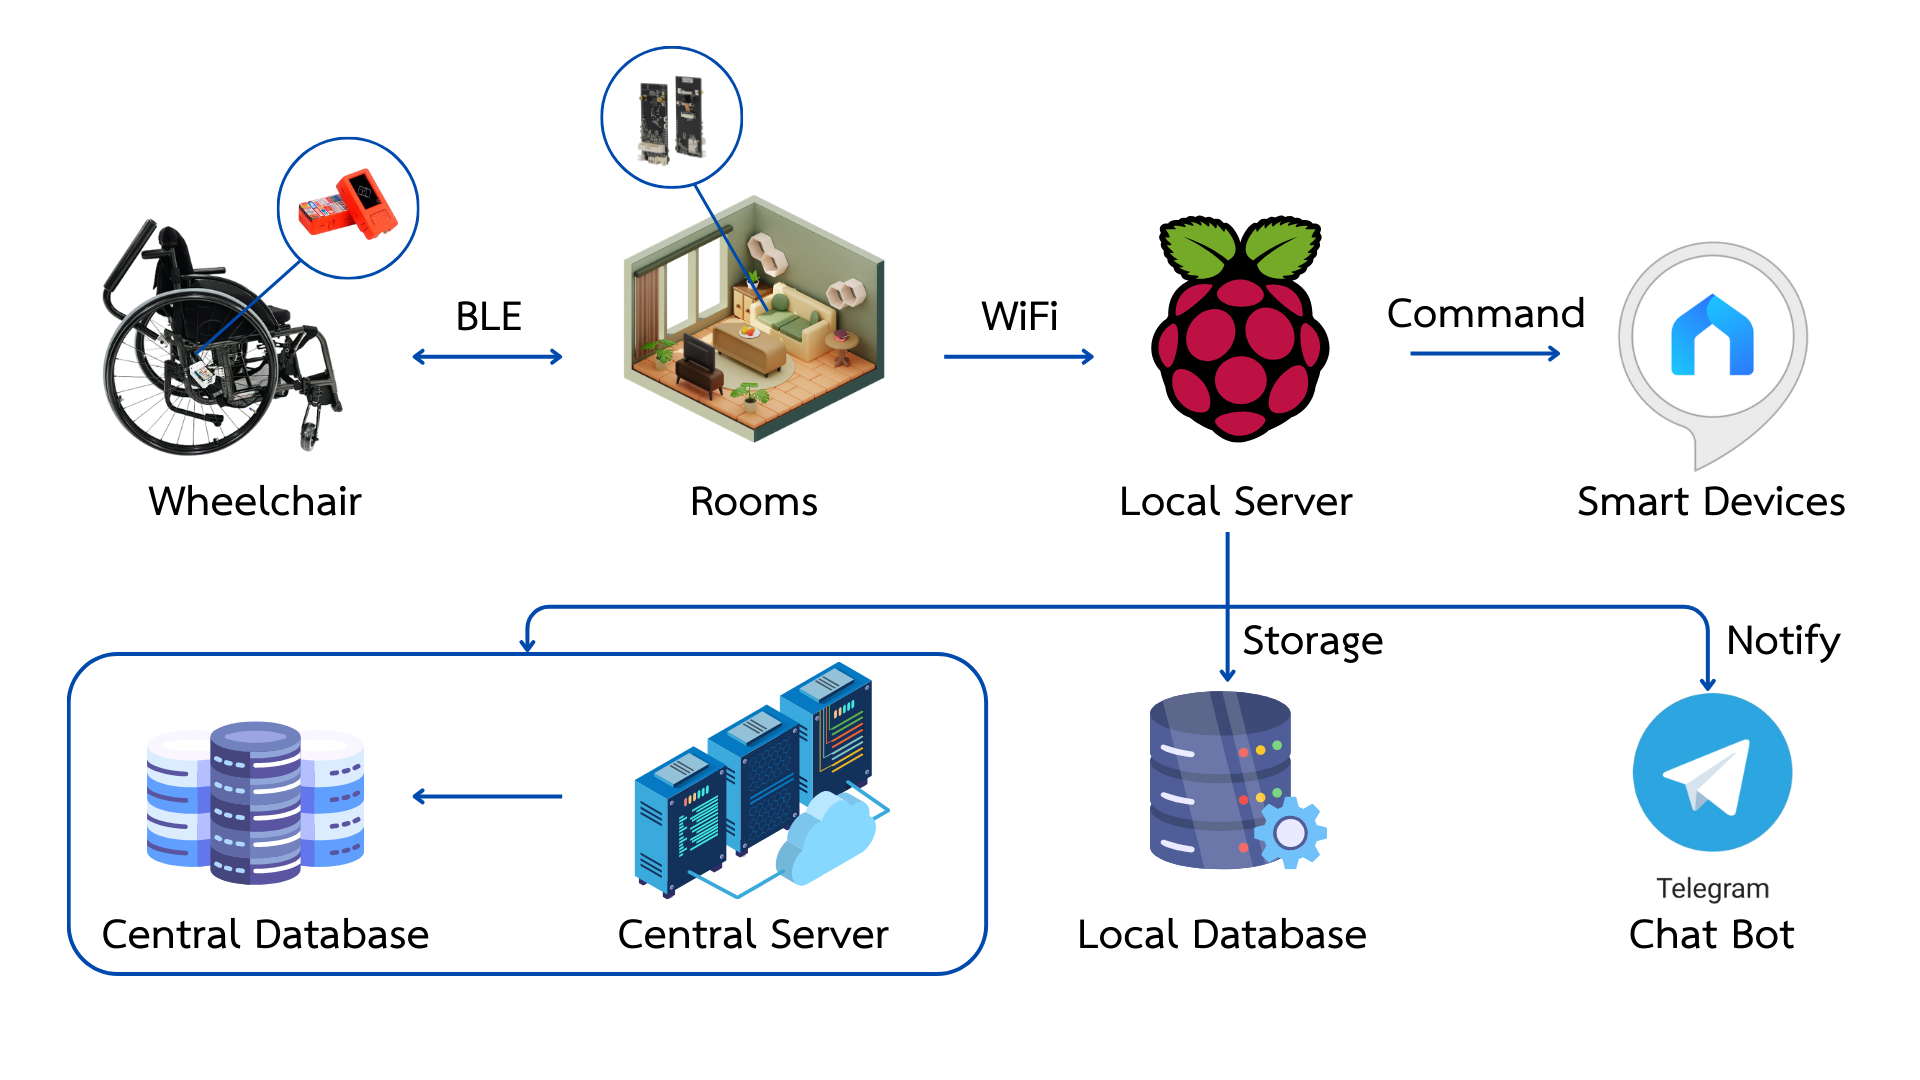 BLE
WiFi
Command
Wheelchair
Rooms
Local Server
Smart Devices
Storage
Notify
Telegram
Central Database
Central Server
Local Database
Chat Bot